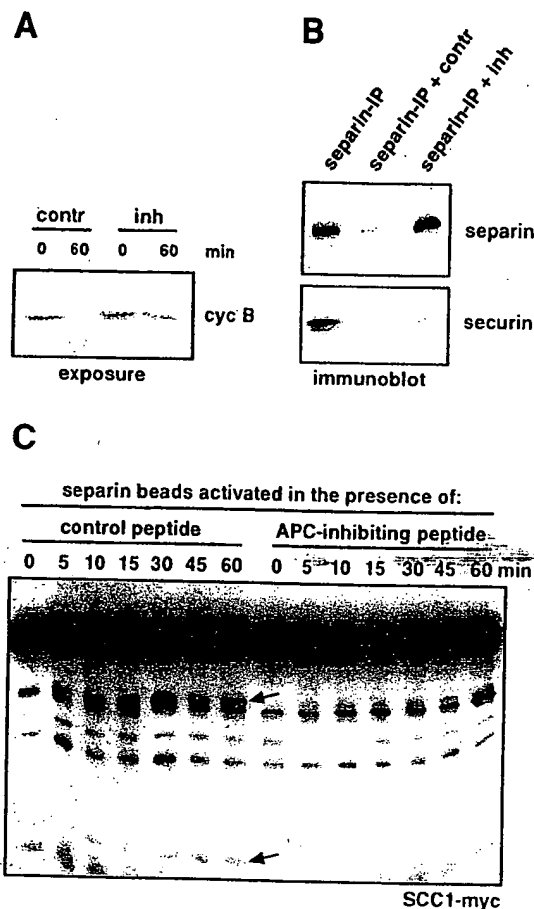 A
contr inh
0 60 0 60 min
cyc B
exposure
B
separin-IP
separin-IP + contr
separin-IP + inh
separin
securin
immunoblot
C
separin beads activated in the presence of:
control peptide APC-inhibiting peptide
0 5 10 15 30 45 60 0 5 10 15 30 45 60 min
SCC1-myc